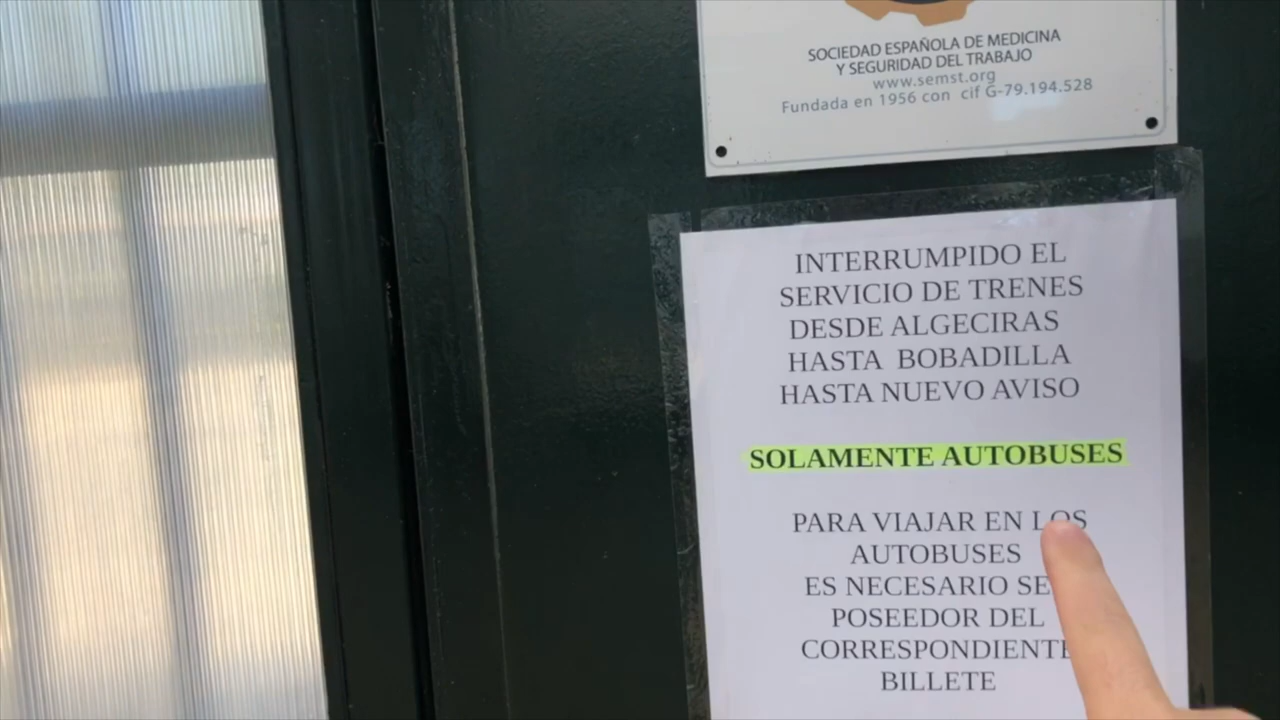 SOCIEDAD ESPAÑOLA DE MEDICINA
Y SEGURIDAD DEL TRABAJO
www.semst.org
Fundada en 1956 con cif G-79.194.528
INTERRUMPIDO EL
SERVICIO DE TRENES
DESDE ALGECIRAS
HASTA BOBADILLA
HASTA NUEVO AVISO
SOLAMENTE AUTOBUSES
PARA VIAJAR EN LOS
AUTOBUSES
ES NECESARIO SE
POSEEDOR DEL
CORRESPONDIENTE
BILLETE